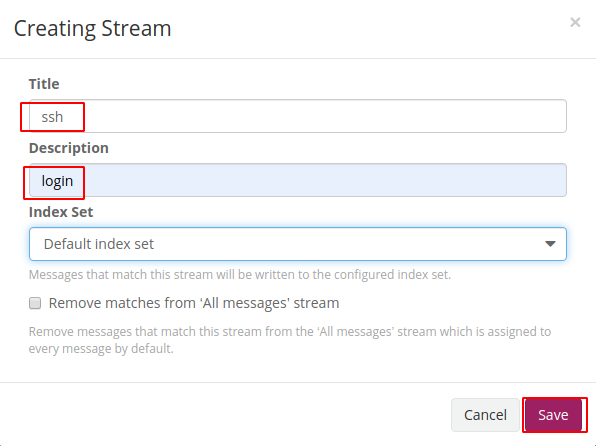 Creating Stream
×
Title
ssh
Description
login
Index Set
Default index set
Messages that match this stream will be written to the configured index set.
Remove matches from ‘All messages’ stream
Remove messages that match this stream from the ‘All messages’ stream which is assigned to
every message by default.
Cancel Save